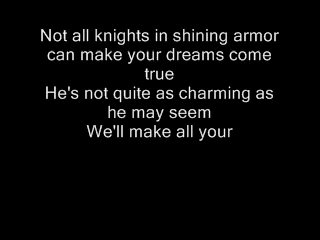 Not all knights in shining armor
can make your dreams come
true
He's not quite as charming as
he may seem
We'll make all your